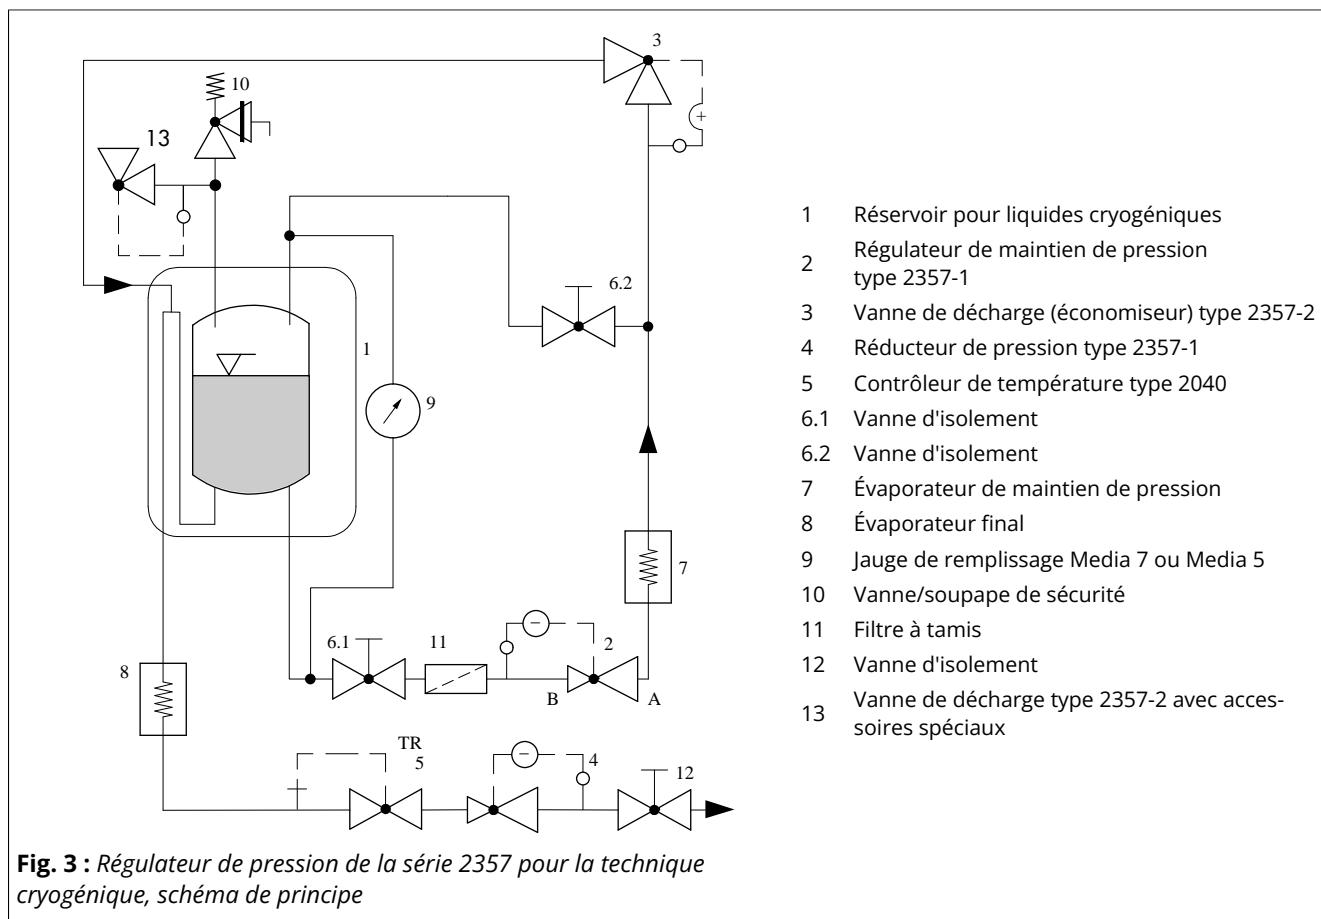 3
10
13
6.2
1
9
7
6.1
11
2
8
B
A
TR
5
4
12
1 Réservoir pour liquides cryogéniques
2 Régulateur de maintien de pression
type 2357-1
3 Vanne de décharge (économiseur) type 2357-2
4 Réducteur de pression type 2357-1
5 Contrôleur de température type 2040
6.1 Vanne d'isolement
6.2 Vanne d'isolement
7 Évaporateur de maintien de pression
8 Évaporateur final
9 Jauge de remplissage Media 7 ou Media 5
10 Vanne/soupape de sécurité
11 Filtre à tamis
12 Vanne d'isolement
13 Vanne de décharge type 2357-2 avec acces-
soires spéciaux
Fig. 3 : Régulateur de pression de la série 2357 pour la technique
cryogénique, schéma de principe